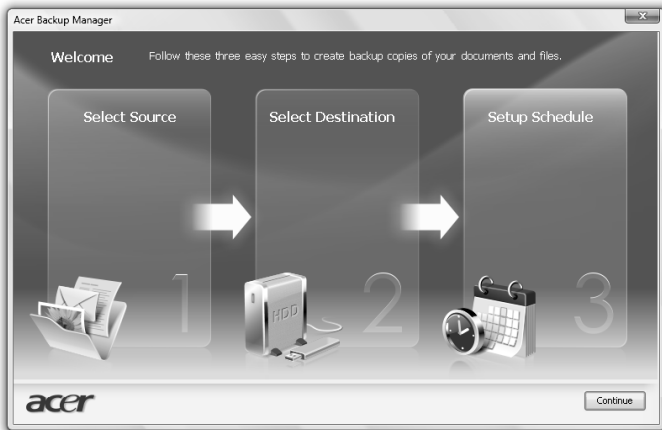 Acer Backup Manager
Welcome
Follow these three easy steps to create backup copies of your documents and files.
Select Source
Select Destination
Setup Schedule
1
HDD
2
3
acer
Continue